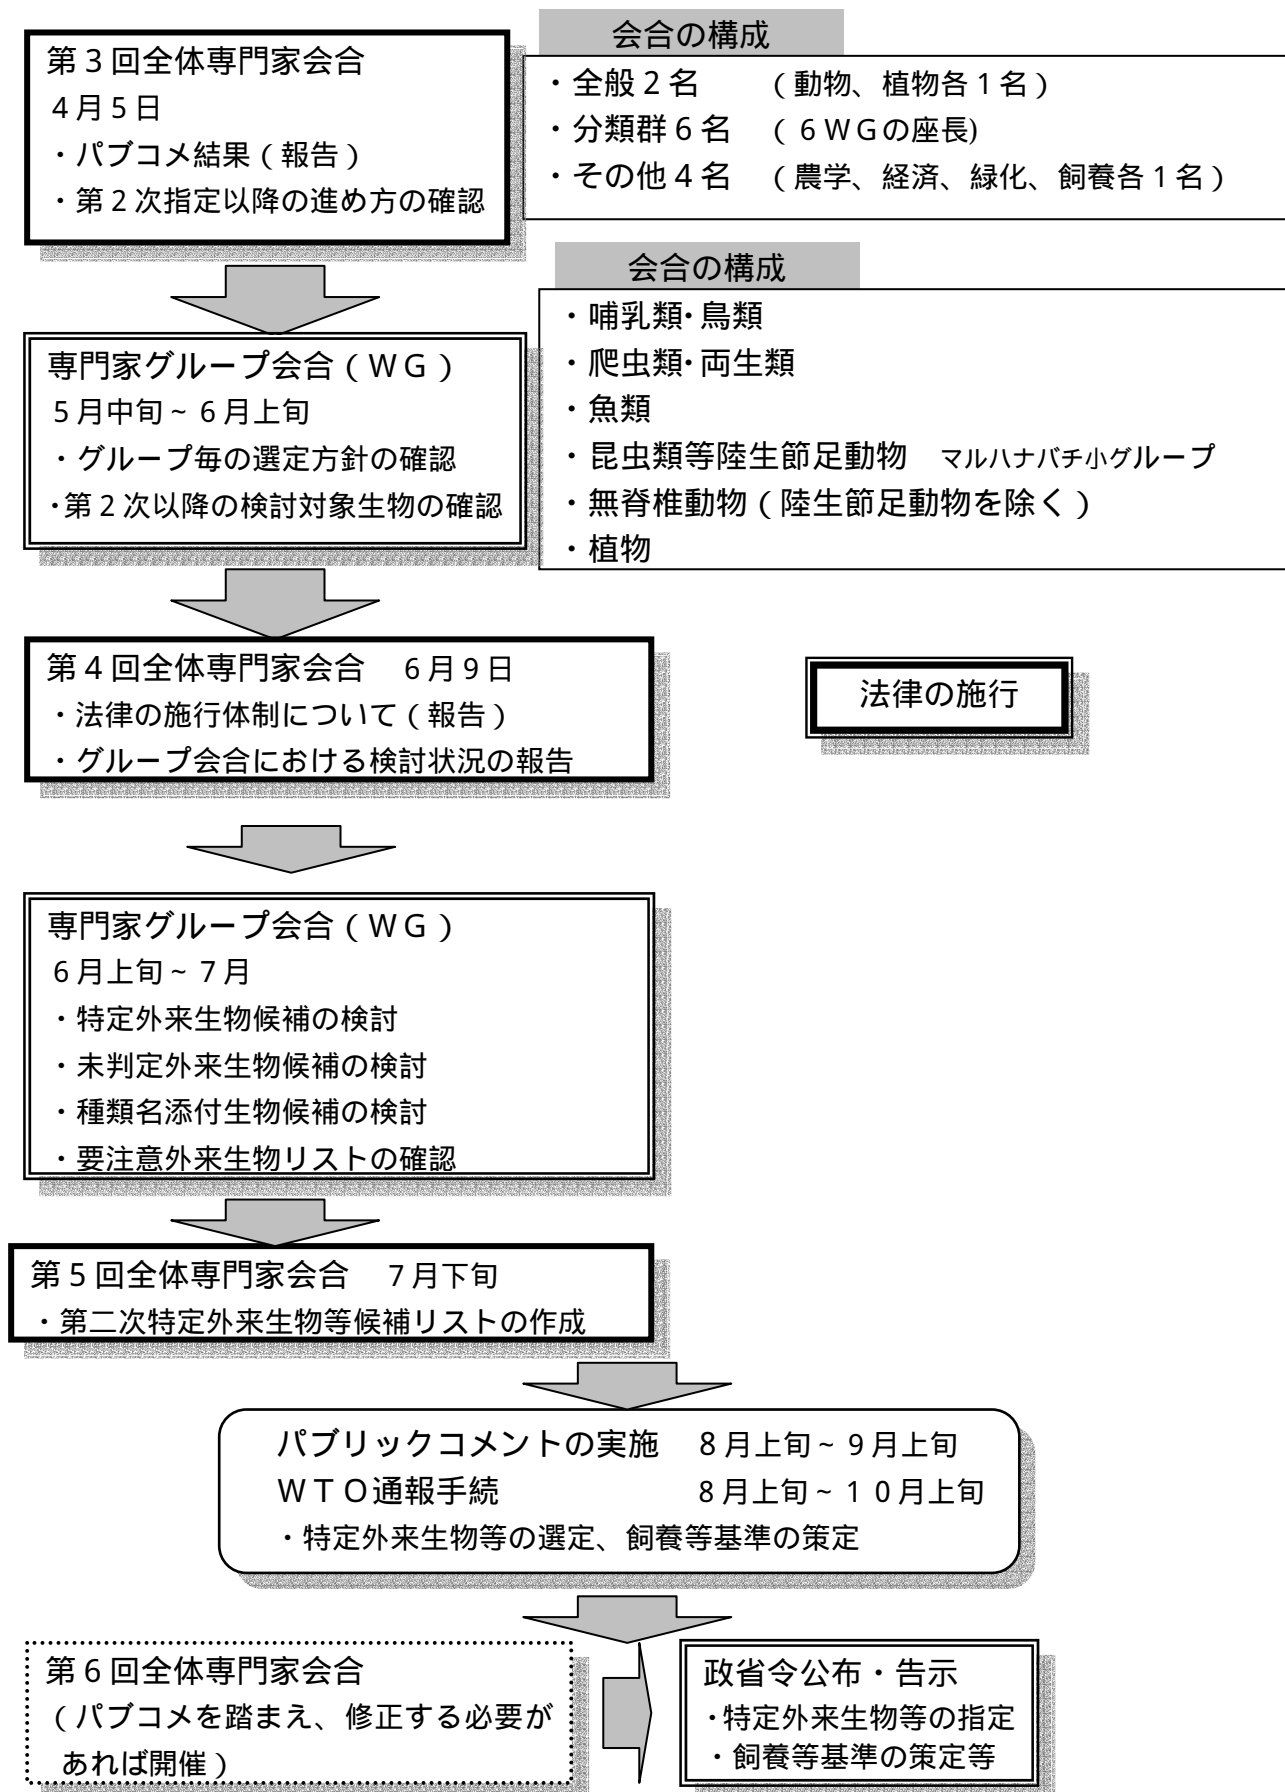 第3回全体専門家会合
4月5日
・パブコメ結果(報告)
・第2次指定以降の進め方の確認
会合の構成
・全般2名 (動物、植物各1名)
・分類群6名 (6WGの座長)
・その他4名 (農学、経済、緑化、飼養各1名)
専門家グループ会合(WG)
5月中旬~6月上旬
・グループ毎の選定方針の確認
・第2次以降の検討対象生物の確認
会合の構成
・哺乳類・鳥類
・爬虫類・両生類
・魚類
・昆虫類等陸生節足動物 マルハナバチ小グループ
・無脊椎動物(陸生節足動物を除く)
・植物
第4回全体専門家会合 6月9日
・法律の施行体制について(報告)
・グループ会合における検討状況の報告
法律の施行
専門家グループ会合(WG)
6月上旬~7月
・特定外来生物候補の検討
・未判定外来生物候補の検討
・種類名添付生物候補の検討
・要注意外来生物リストの確認
第5回全体専門家会合 7月下旬
・第二次特定外来生物等候補リストの作成
パブリックコメントの実施 8月上旬~9月上旬
WTO通報手続 8月上旬~10月上旬
・特定外来生物等の選定、飼養等基準の策定
第6回全体専門家会合
(パブコメを踏まえ、修正する必要が
あれば開催)
政省令公布・告示
・特定外来生物等の指定
・飼養等基準の策定等